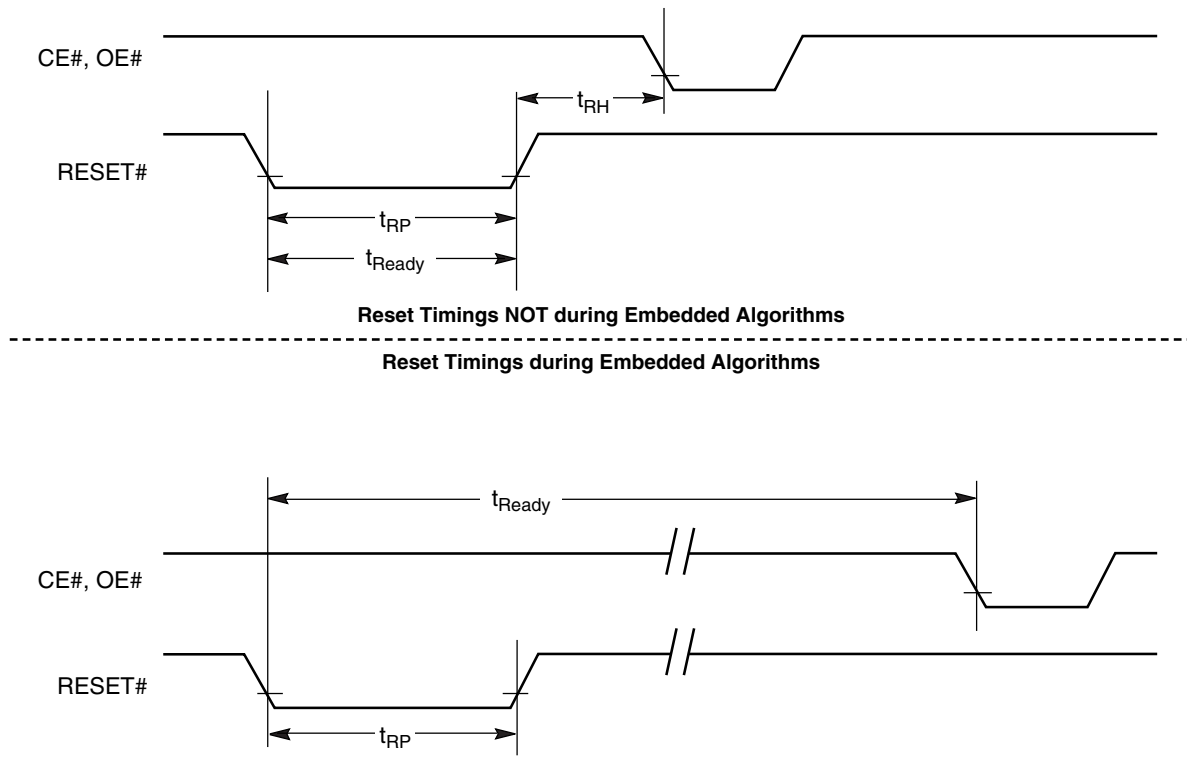 CE#, OE#
tRH
RESET#
tRP
tReady
Reset Timings NOT during Embedded Algorithms
Reset Timings during Embedded Algorithms
tReady
CE#, OE#
RESET#
tRP